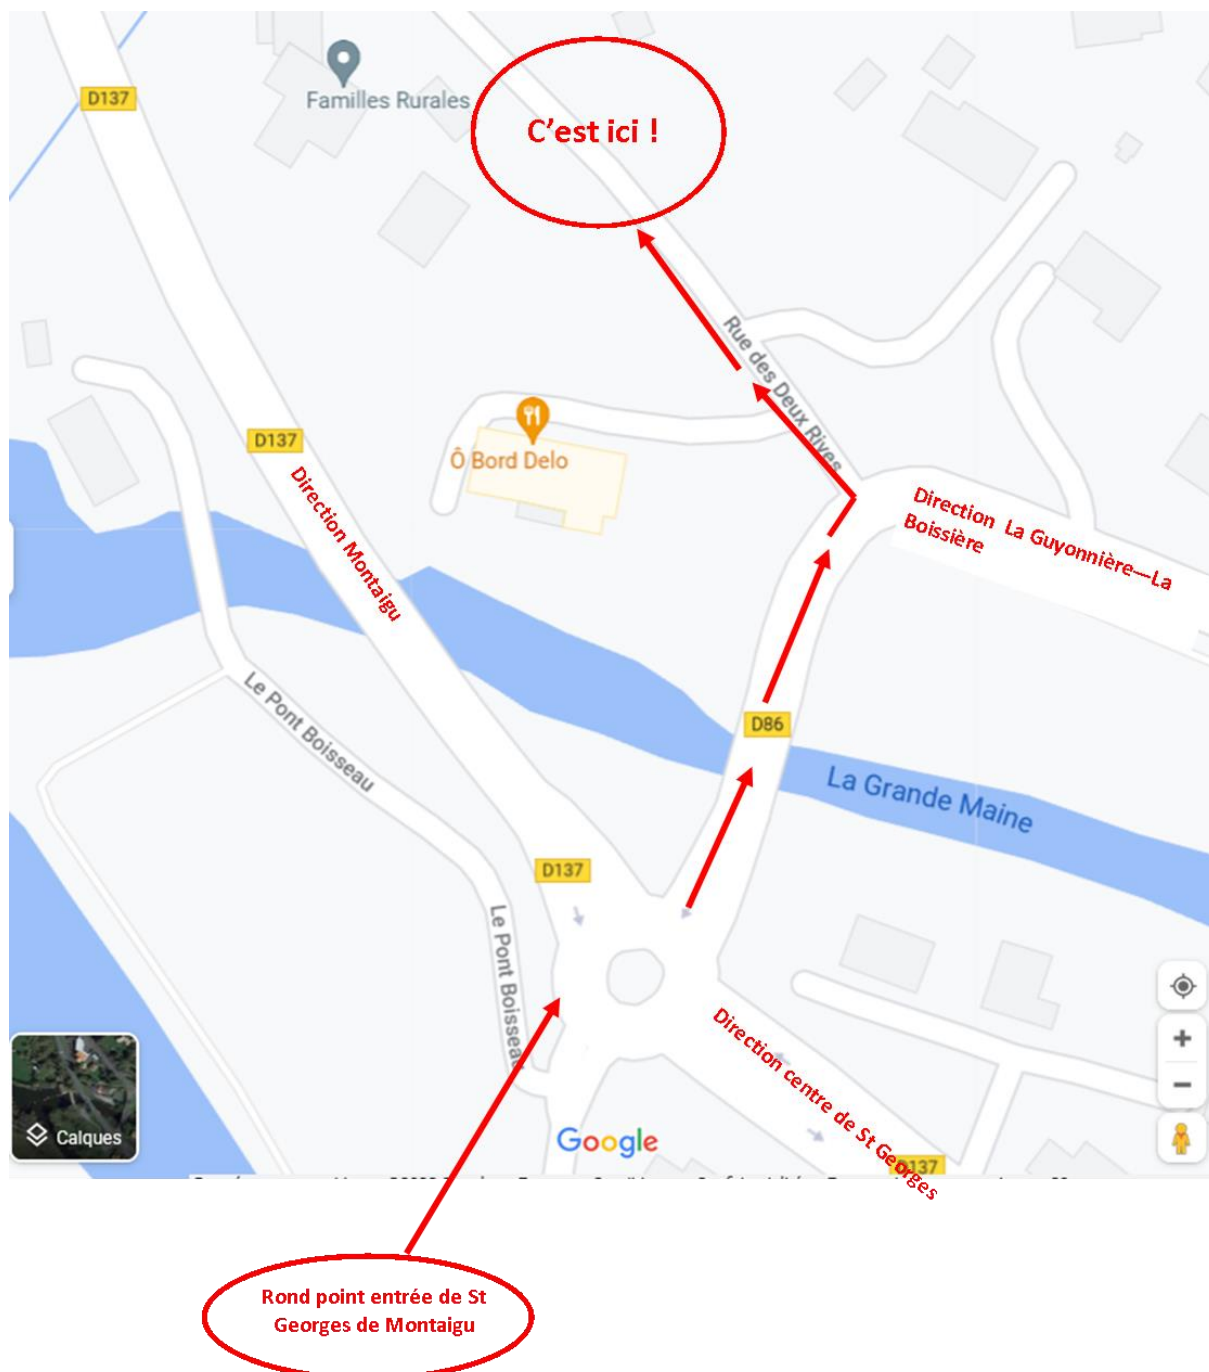 D137
Familles Rurales
C'est ici !
Rue des Deux Rives
D137
Ô Bord Delo
Direction Montaigu
Direction La Guyonnière—La
Boissière
Le Pont Boisseau
D86
La Grande Maine
D137
Le Pont Boisseau
Direction centre de St Georges
Calques
Google
D137
Rond point entrée de St
Georges de Montaigu